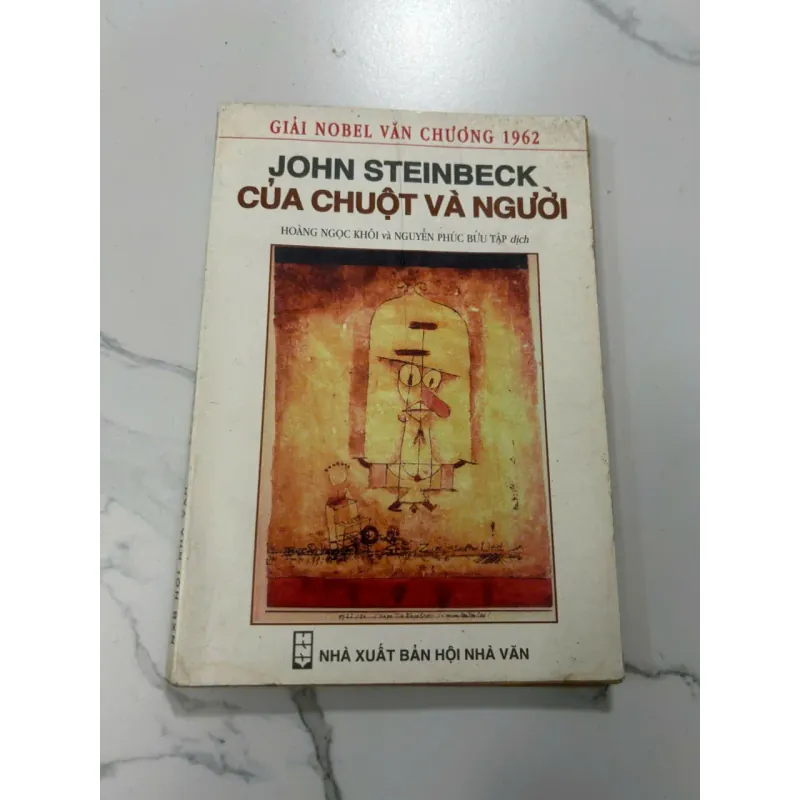 GIẢI NOBEL VĂN CHƯƠNG 1962
JOHN STEINBECK
CỦA CHUỘT VÀ NGƯỜI
HOÀNG NGỌC KHÔI và NGUYỄN PHÚC BỬU TẬP dịch
NHÀ XUẤT BẢN HỘI NHÀ VĂN